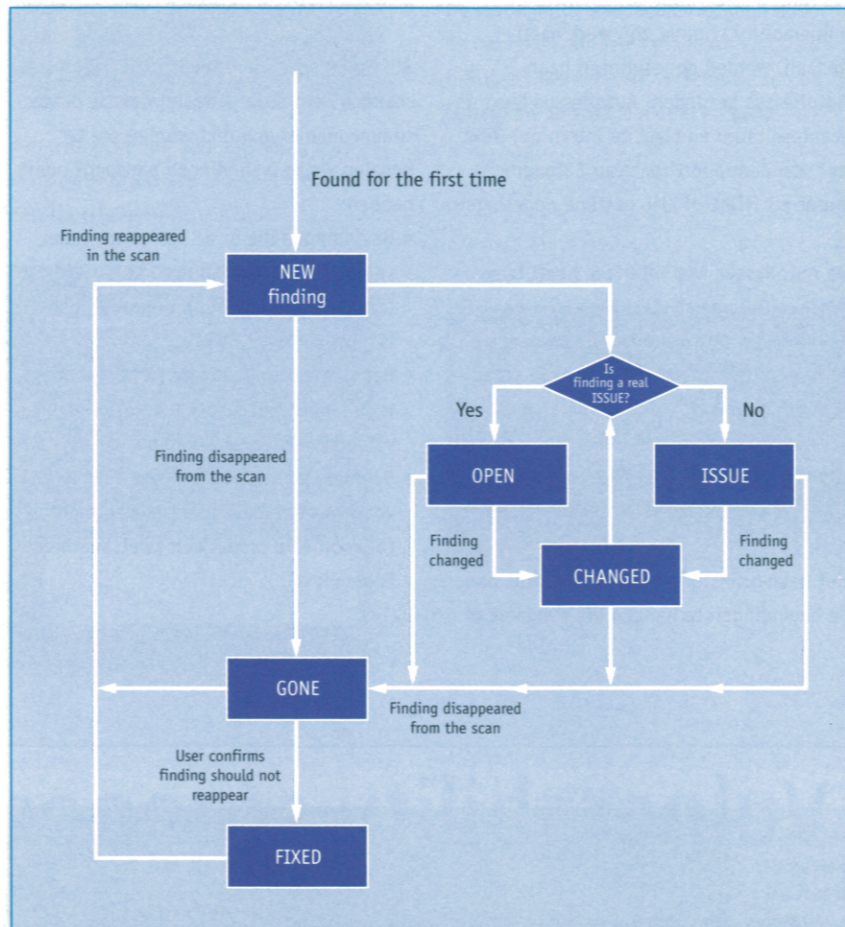 Found for the first time
Finding reappeared
in the scan
NEW
finding
Is
finding a real
ISSUE?
Yes
No
Finding disappeared
from the scan
OPEN
ISSUE
Finding
changed
Finding
changed
CHANGED
GONE
Finding disappeared
from the scan
User confirms
finding should not
reappear
FIXED